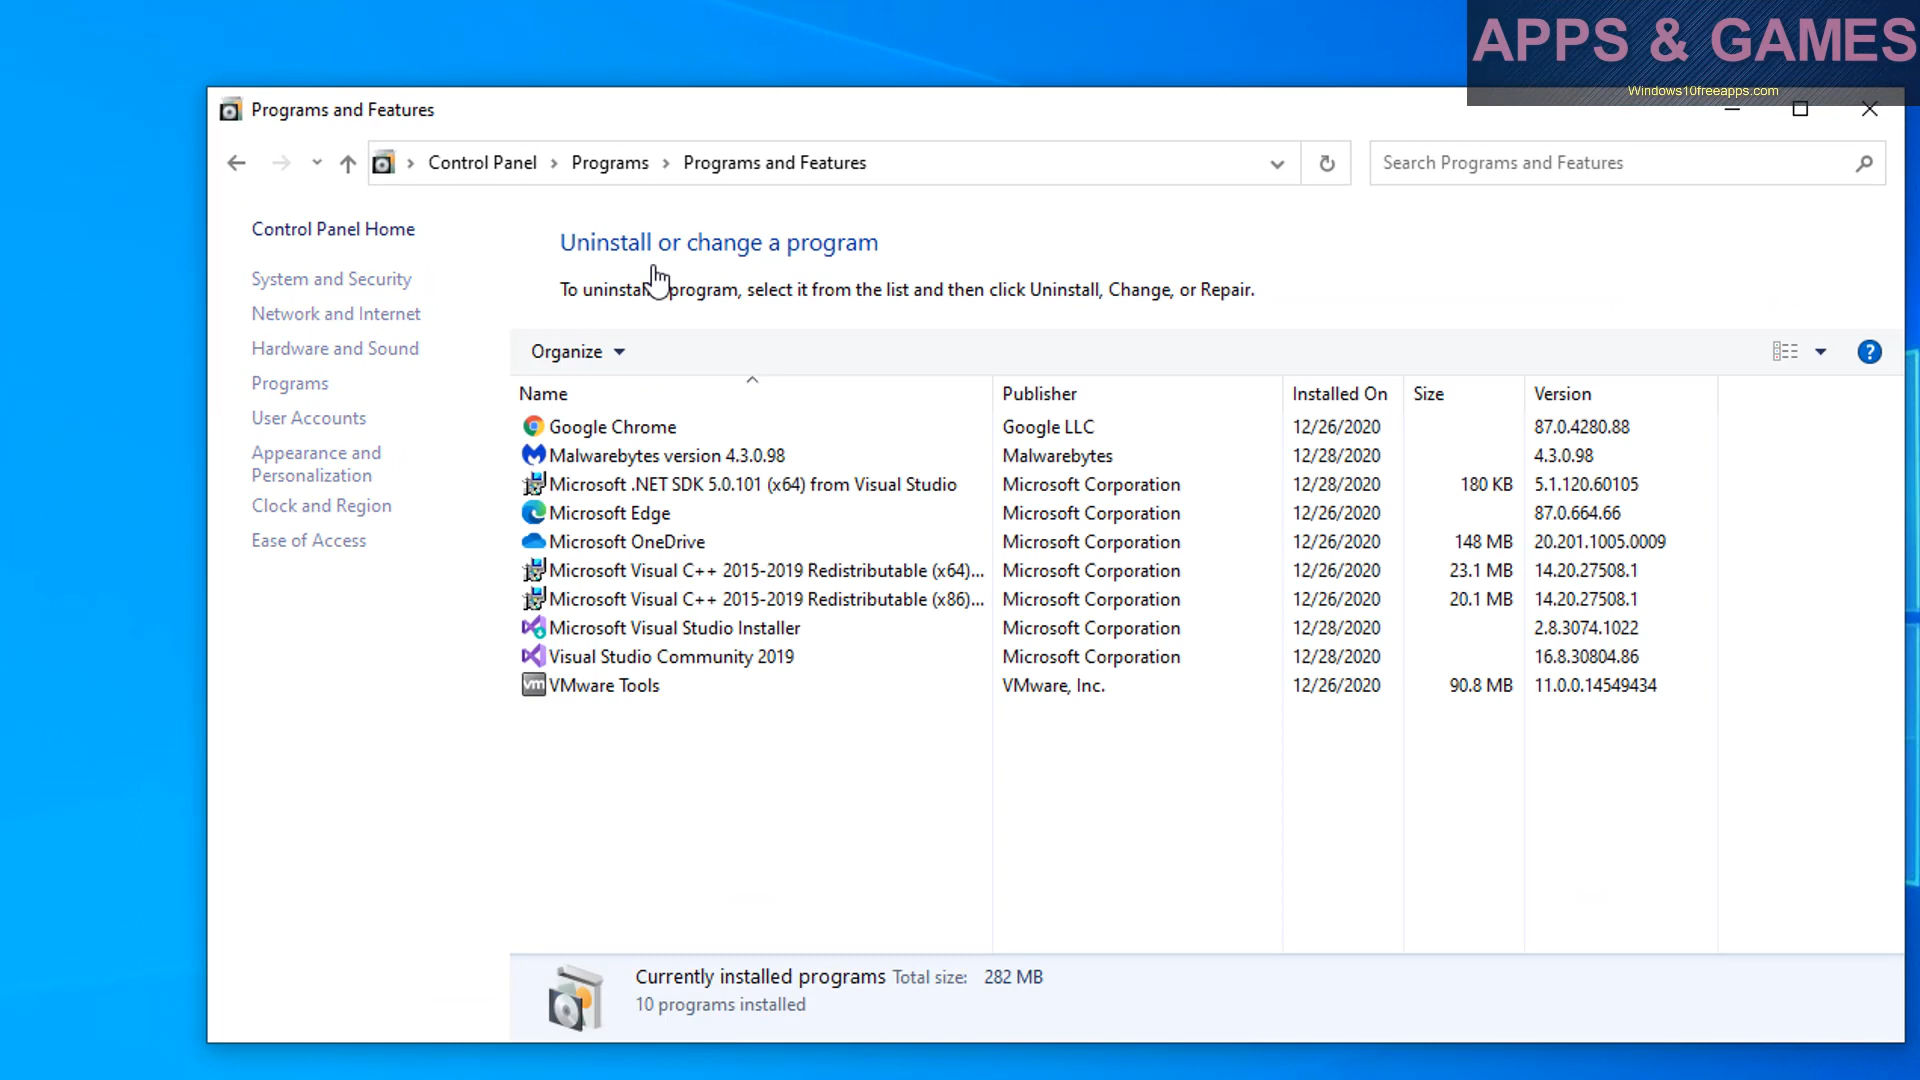 APPS & GAMES
Windows10freeapps.com
Programs and Features
Control Panel Programs Programs and Features
Search Programs and Features
Control Panel Home
System and Security
Network and Internet
Hardware and Sound
Programs
User Accounts
Appearance and
Personalization
Clock and Region
Ease of Access
Uninstall or change a program
To uninstall program, select it from the list and then click Uninstall, Change, or Repair.
Organize
?
Name Publisher Installed On Size Version
Google Chrome Google LLC 12/26/2020 87.0.4280.88
Malwarebytes version 4.3.0.98 Malwarebytes 12/28/2020 4.3.0.98
Microsoft .NET SDK 5.0.101 (x64) from Visual Studio Microsoft Corporation 12/28/2020 180 KB 5.1.120.60105
Microsoft Edge Microsoft Corporation 12/26/2020 87.0.664.66
Microsoft OneDrive Microsoft Corporation 12/26/2020 148 MB 20.201.1005.0009
Microsoft Visual C++ 2015-2019 Redistributable (x64)... Microsoft Corporation 12/26/2020 23.1 MB 14.20.27508.1
Microsoft Visual C++ 2015-2019 Redistributable (x86)... Microsoft Corporation 12/26/2020 20.1 MB 14.20.27508.1
Microsoft Visual Studio Installer Microsoft Corporation 12/28/2020 2.8.3074.1022
Visual Studio Community 2019 Microsoft Corporation 12/28/2020 16.8.30804.86
vm VMware Tools VMware, Inc. 12/26/2020 90.8 MB 11.0.0.14549434
Currently installed programs Total size: 282 MB
10 programs installed